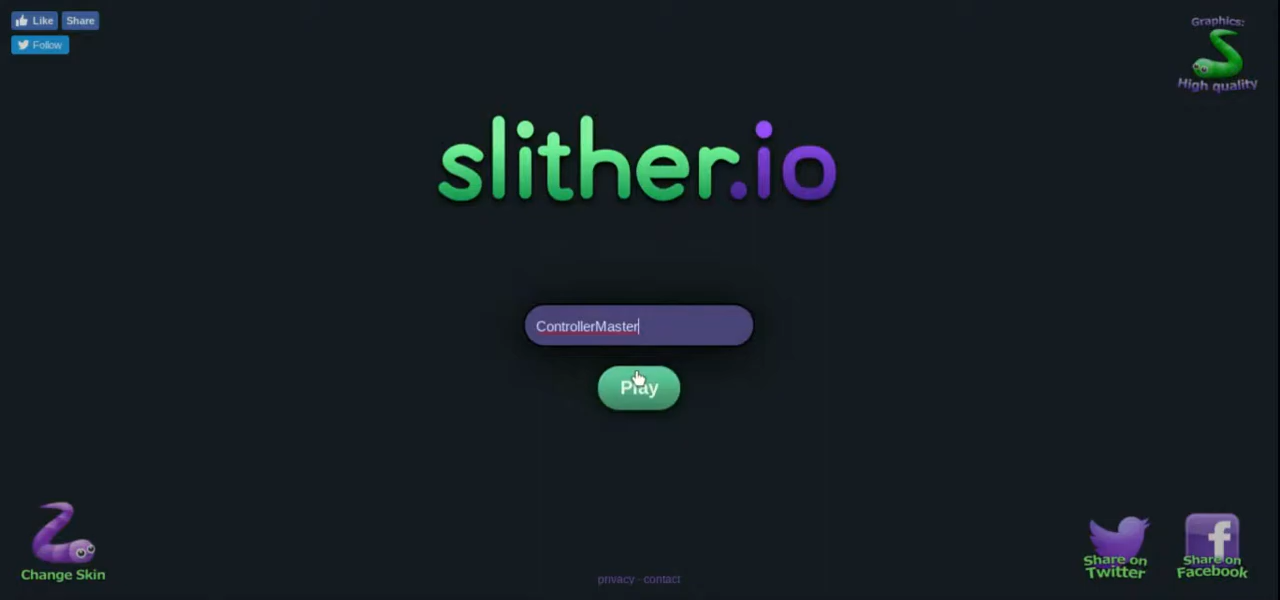 Like Share
Follow
Graphics:
High quality
slither.io
ControllerMaster
Play
Change Skin
Share on
Twitter
Share on
Facebook
privacy - contact